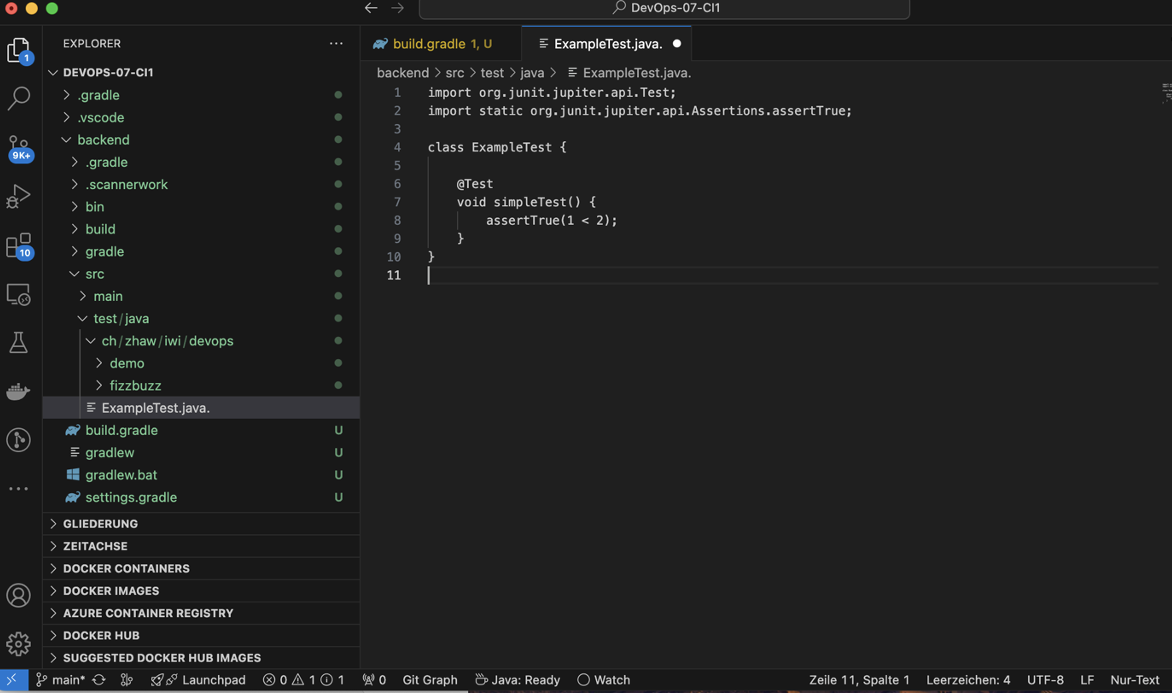 DevOps-07-CI1
EXPLORER
DEVOPS-07-CI1
.gradle
.vscode
backend
.gradle
.scannerwork
bin
build
gradle
src
main
test/java
ch/zhaw/iwi/devops
demo
fizzbuzz
ExampleTest.java.
build.gradle U
gradlew U
gradlew.bat U
settings.gradle U
GLIEDERUNG
ZEITACHSE
DOCKER CONTAINERS
DOCKER IMAGES
AZURE CONTAINER REGISTRY
DOCKER HUB
SUGGESTED DOCKER HUB IMAGES
1
9K+
10
build.gradle 1, U
ExampleTest.java.
backend > src > test > java > ExampleTest.java.
1 import org.junit.jupiter.api.Test;
2 import static org.junit.jupiter.api.Assertions.assertTrue;
3
4 class ExampleTest {
5
6 @Test
7 void simpleTest() {
8 assertTrue(1 < 2);
9 }
10 }
11
main* Launchpad 0 1 1 0 Git Graph Java: Ready Watch Zeile 11, Spalte 1 Leerzeichen: 4 UTF-8 LF Nur-Text